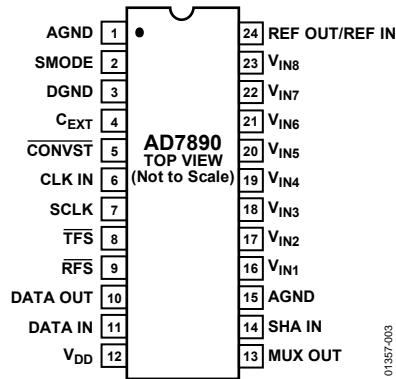 AGND 1 24 REF OUT/REF IN
SMODE 2 23 VIN8
DGND 3 22 VIN7
CEXT 4 21 VIN6
CONVST 5 20 VIN5
CLK IN 6 19 VIN4
SCLK 7 18 VIN3
TFS 8 17 VIN2
RFS 9 16 VIN1
DATA OUT 10 15 AGND
DATA IN 11 14 SHA IN
VDD 12 13 MUX OUT
AD7890
TOP VIEW
(Not to Scale)
01357-003